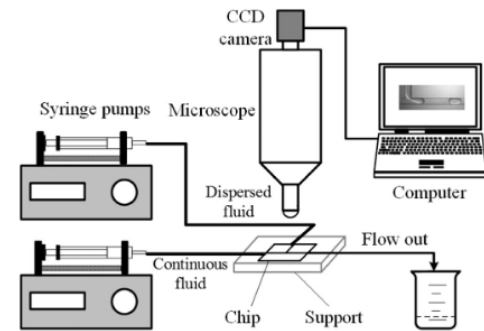 CCD
camera
Syringe pumps
Microscope
Dispersed
fluid
Computer
Continuous
fluid
Flow out
Chip
Support